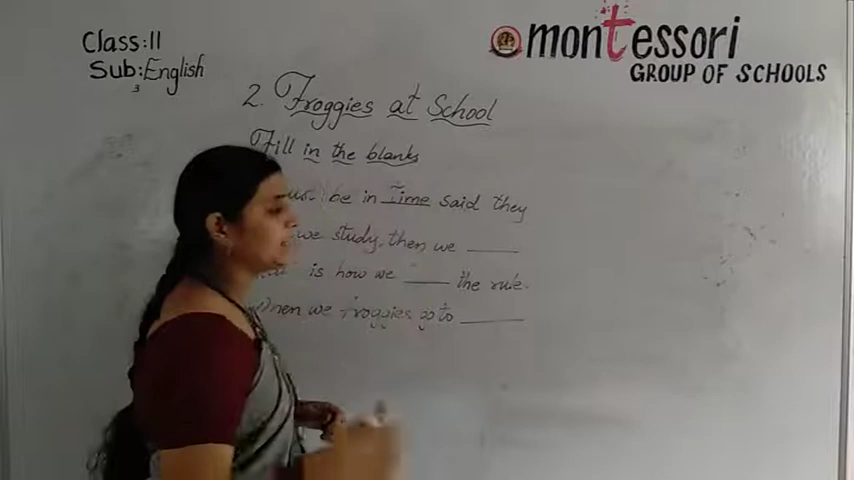 Class:II
Sub:English
3
montessori
GROUP OF SCHOOLS
2. Froggies at School
Fill in the blanks
be in Time said they
we study, then we ____
is how we ____ the rule.
When we Froggies go to ____